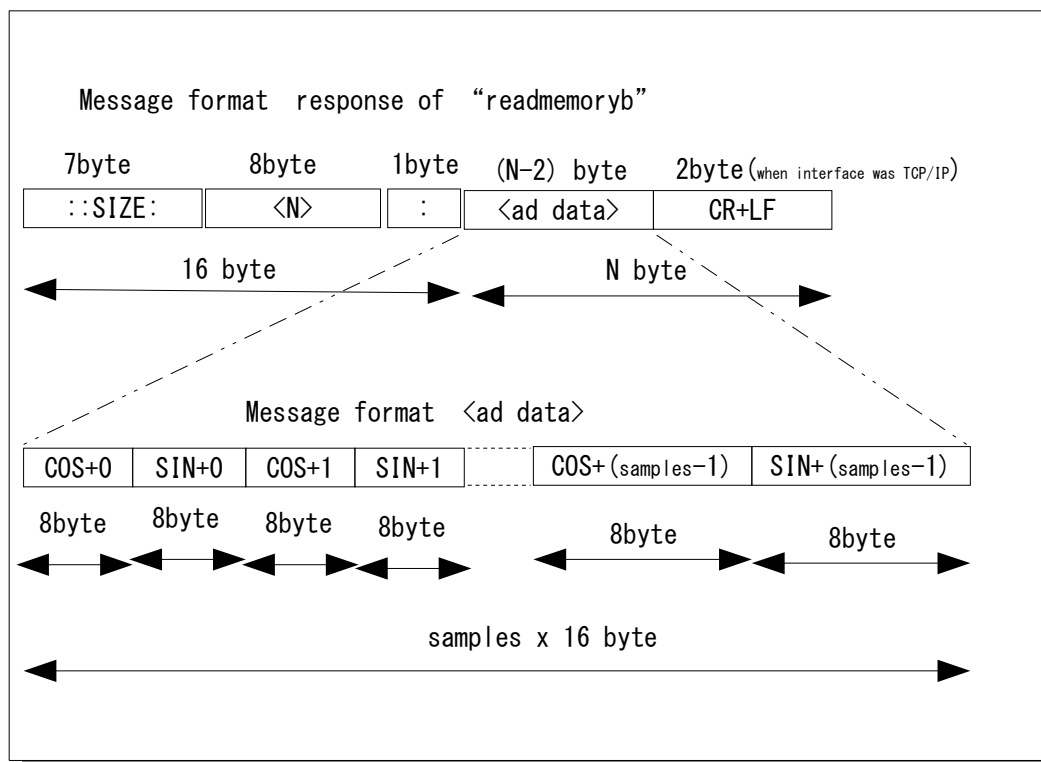 Message format response of “readmemoryb”
7byte 8byte 1byte (N-2) byte 2byte(when interface was TCP/IP)
::SIZE: <N> : <ad data> CR+LF
16 byte N byte
Message format <ad data>
COS+0 SIN+0 COS+1 SIN+1 COS+(samples-1) SIN+(samples-1)
8byte 8byte 8byte 8byte 8byte 8byte
samples x 16 byte